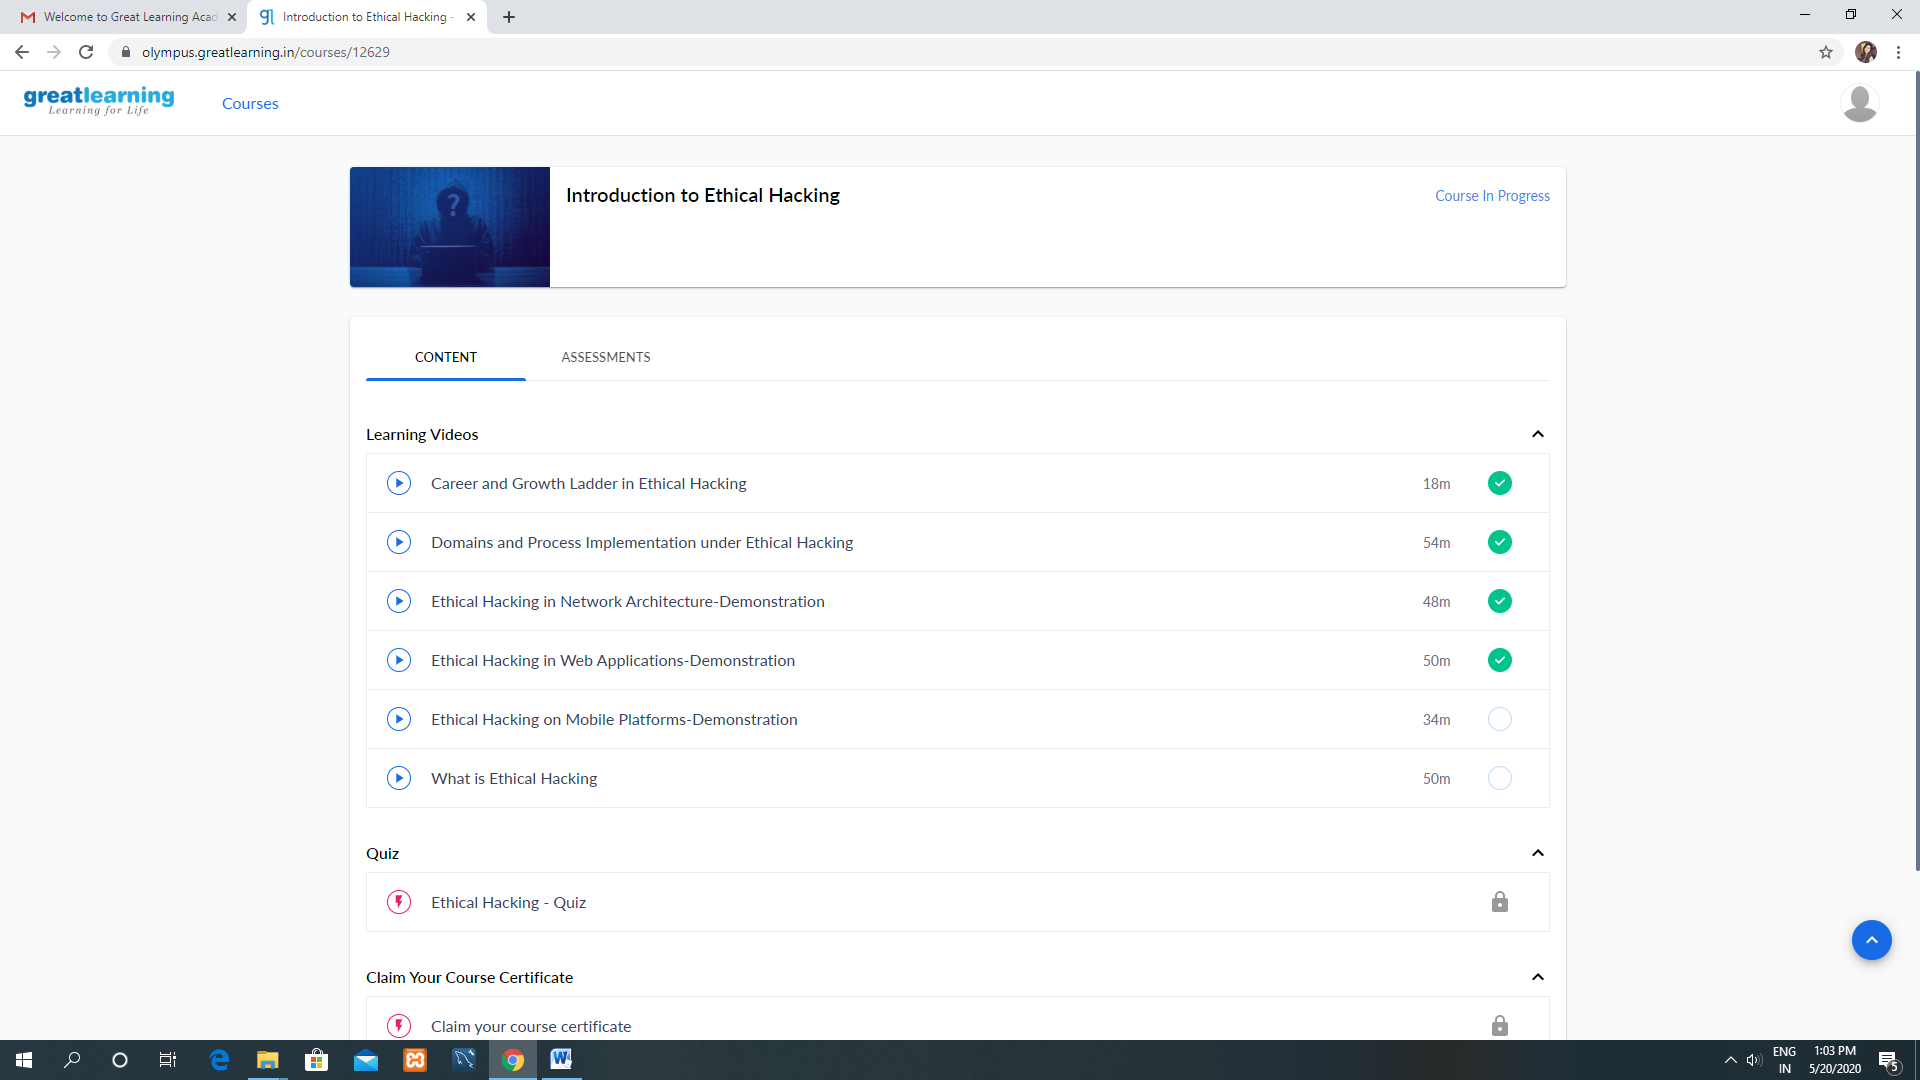 Welcome to Great Learning Acad
Introduction to Ethical Hacking -
olympus.greatlearning.in/courses/12629
greatlearning
Learning for Life
Courses
Introduction to Ethical Hacking
Course In Progress
CONTENT
ASSESSMENTS
Learning Videos
Career and Growth Ladder in Ethical Hacking 18m
Domains and Process Implementation under Ethical Hacking 54m
Ethical Hacking in Network Architecture-Demonstration 48m
Ethical Hacking in Web Applications-Demonstration 50m
Ethical Hacking on Mobile Platforms-Demonstration 34m
What is Ethical Hacking 50m
Quiz
Ethical Hacking - Quiz
Claim Your Course Certificate
Claim your course certificate
ENG
IN
1:03 PM
5/20/2020
5